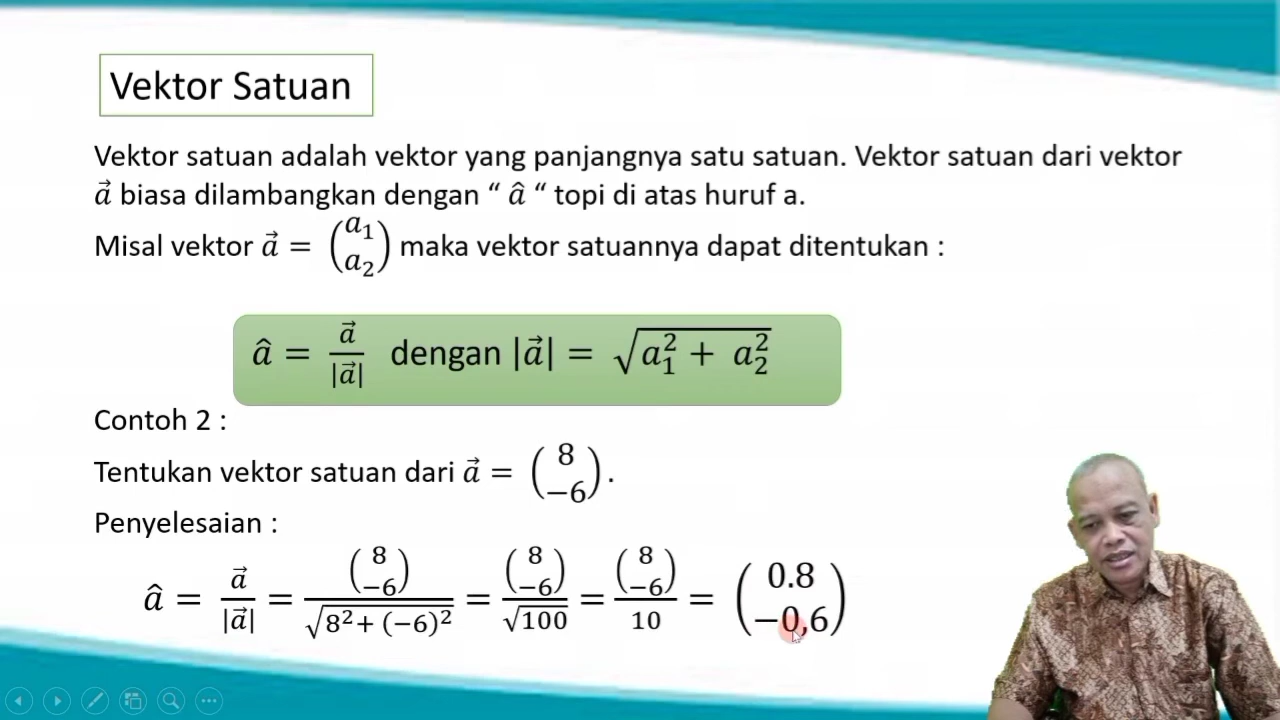 Vektor Satuan
Vektor satuan adalah vektor yang panjangnya satu satuan. Vektor satuan dari vektor
a⃗ biasa dilambangkan dengan “ â “ topi di atas huruf a.
Misal vektor a⃗ = (a₁ a₂) maka vektor satuannya dapat ditentukan :
â = a⃗ / |a⃗| dengan |a⃗| = √(a₁² + a₂²)
Contoh 2 :
Tentukan vektor satuan dari a⃗ = (8 −6) .
Penyelesaian :
â = a⃗ / |a⃗| = (8 −6) / √(8²+ (−6)²) = (8 −6) / √100 = (8 −6) / 10 = (0.8 −0,6)